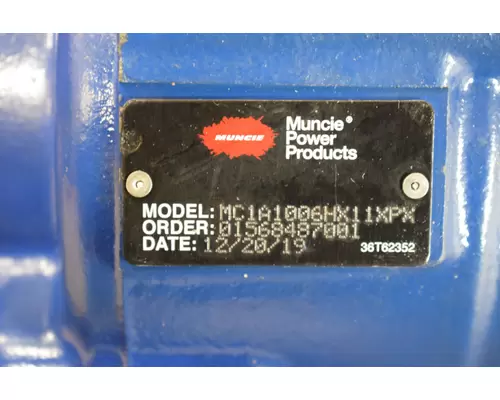 MUNCIE
Muncie®
Power
Products
MODEL: MC1A1006HX11XPX
ORDER: 01568487001
DATE: 12/20/19
36T62352